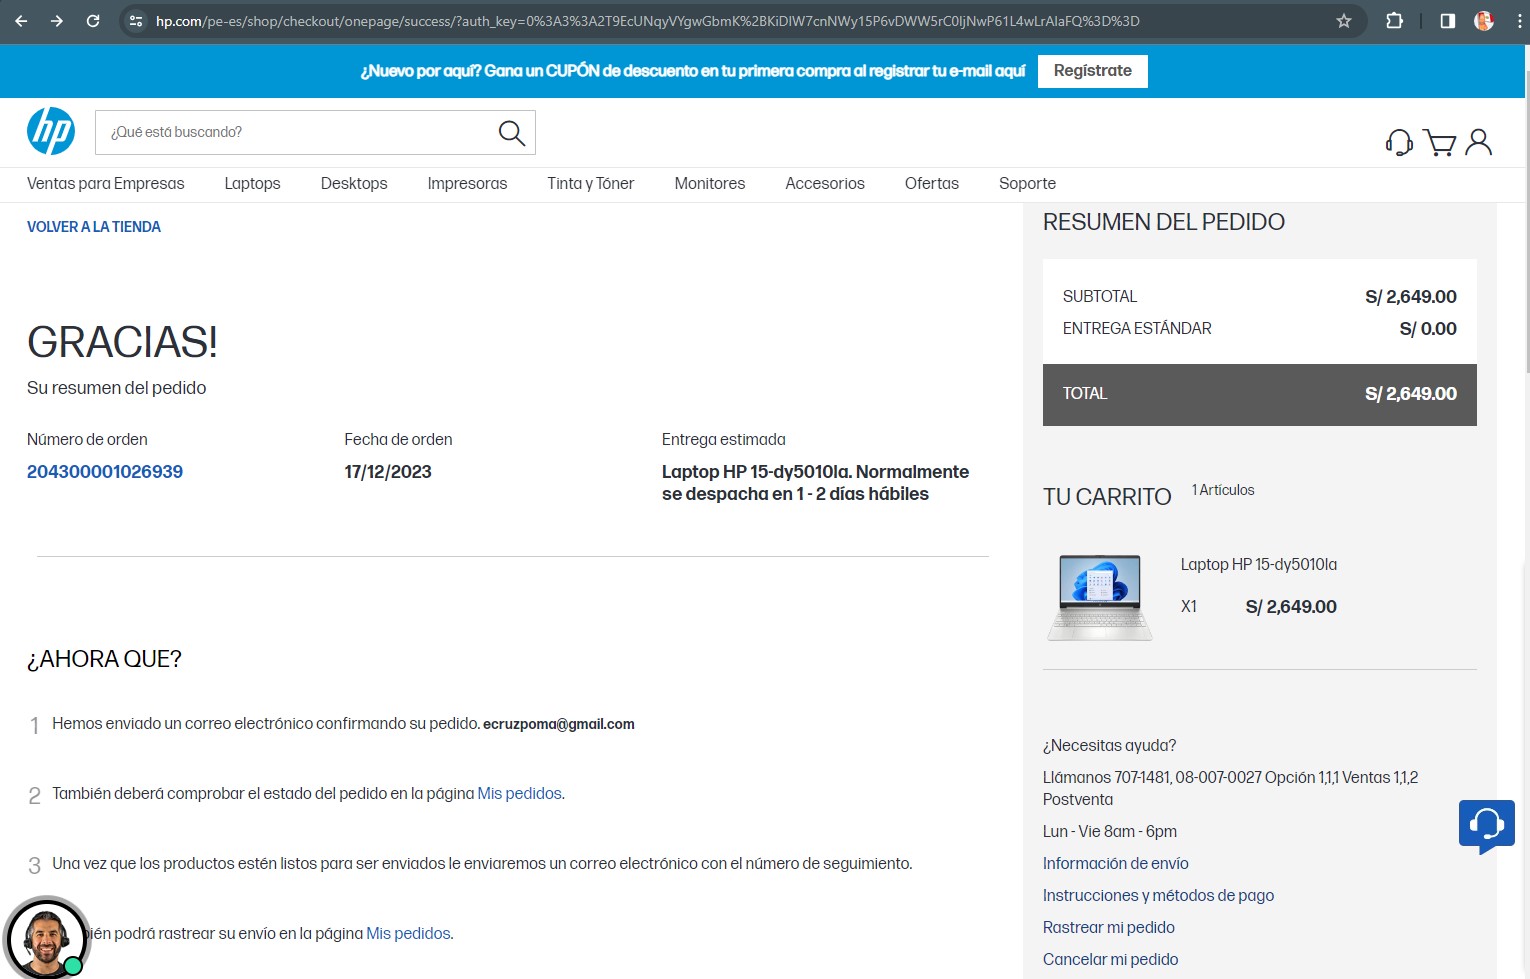 hp.com/pe-es/shop/checkout/onepage/success/?auth_key=0%3A3%3A2T9EcUNqyVYgwGbmK%2BKiDIW7cnNWy15P6vDWW5rC0ljNwP61L4wLrAlaFQ%3D%3D
¿Nuevo por aquí? Gana un CUPÓN de descuento en tu primera compra al registrar tu e-mail aquí
Regístrate
hp
¿Qué está buscando?
Ventas para Empresas Laptops Desktops Impresoras Tinta y Tóner Monitores Accesorios Ofertas Soporte
VOLVER A LA TIENDA
GRACIAS!
Su resumen del pedido
Número de orden
204300001026939
Fecha de orden
17/12/2023
Entrega estimada
Laptop HP 15-dy5010la. Normalmente
se despacha en 1 - 2 días hábiles
¿AHORA QUE?
1 Hemos enviado un correo electrónico confirmando su pedido. ecruzpoma@gmail.com
2 También deberá comprobar el estado del pedido en la página Mis pedidos.
3 Una vez que los productos estén listos para ser enviados le enviaremos un correo electrónico con el número de seguimiento.
bién podrá rastrear su envío en la página Mis pedidos.
RESUMEN DEL PEDIDO
SUBTOTAL S/ 2,649.00
ENTREGA ESTÁNDAR S/ 0.00
TOTAL S/ 2,649.00
TU CARRITO 1 Artículos
Laptop HP 15-dy5010la
X1 S/ 2,649.00
¿Necesitas ayuda?
Llámanos 707-1481, 08-007-0027 Opción 1,1,1 Ventas 1,1,2
Postventa
Lun - Vie 8am - 6pm
Información de envío
Instrucciones y métodos de pago
Rastrear mi pedido
Cancelar mi pedido